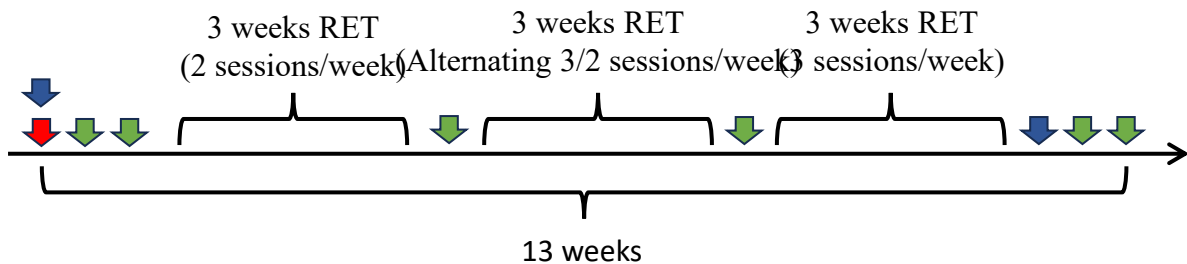 3 weeks RET
(2 sessions/week)
3 weeks RET
(Alternating 3/2 sessions/week)
3 weeks RET
(3 sessions/week)
13 weeks